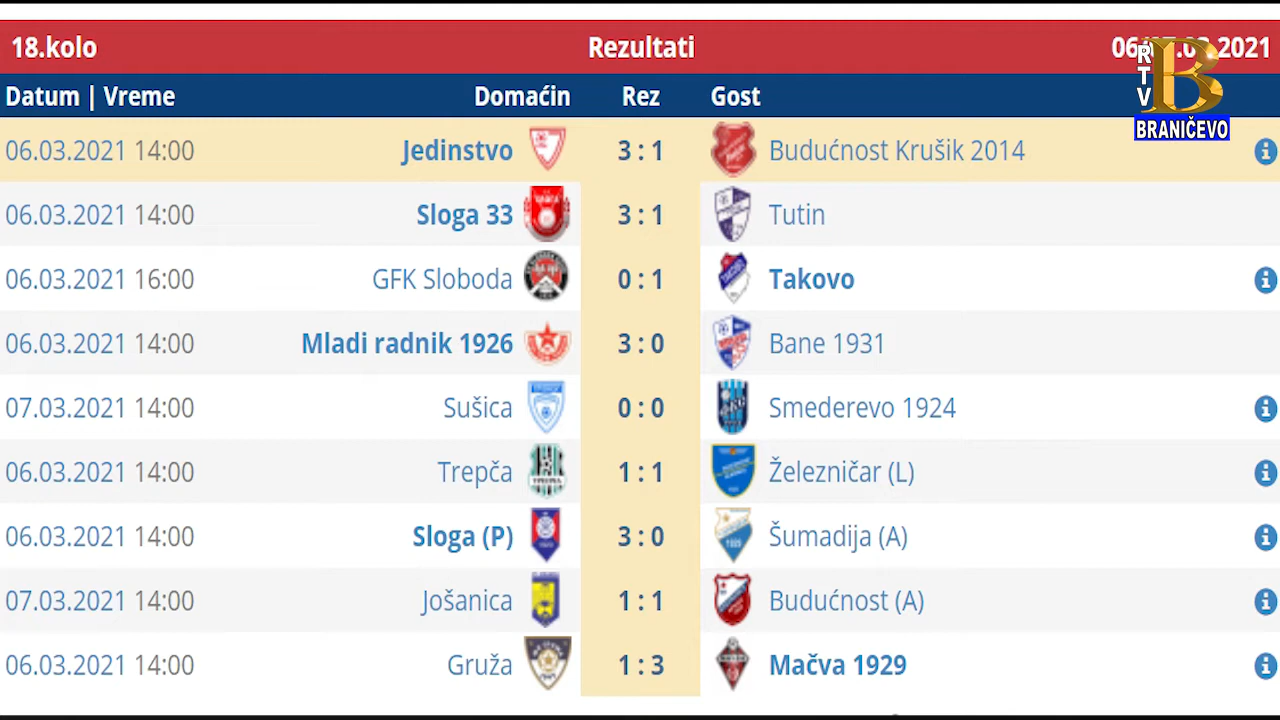 18.kolo Rezultati 06/07.03.2021
RTV B BRANIČEVO
Datum | Vreme Domaćin Rez Gost
06.03.2021 14:00 Jedinstvo 3 : 1 Budućnost Krušik 2014
06.03.2021 14:00 Sloga 33 3 : 1 Tutin
06.03.2021 16:00 GFK Sloboda 0 : 1 Takovo
06.03.2021 14:00 Mladi radnik 1926 3 : 0 Bane 1931
07.03.2021 14:00 Sušica 0 : 0 Smederevo 1924
06.03.2021 14:00 Trepča 1 : 1 Železničar (L)
06.03.2021 14:00 Sloga (P) 3 : 0 Šumadija (A)
07.03.2021 14:00 Jošanica 1 : 1 Budućnost (A)
06.03.2021 14:00 Gruža 1 : 3 Mačva 1929